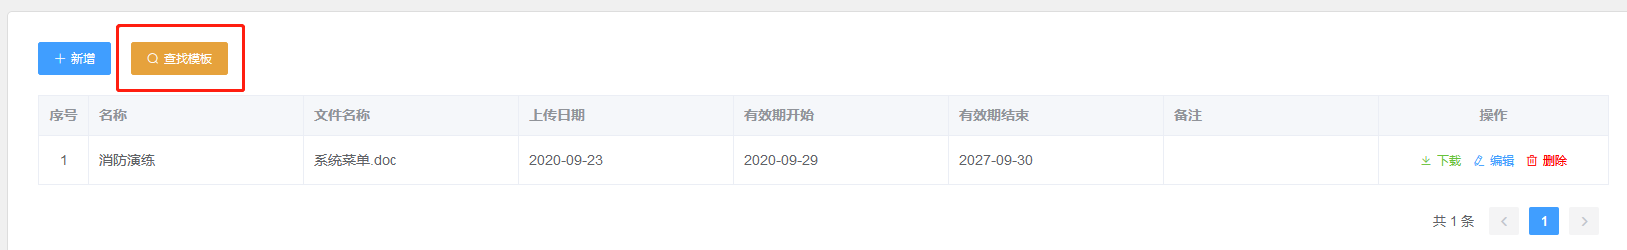 新增 查找模板
序号 名称 文件名称 上传日期 有效期开始 有效期结束 备注 操作
1 消防演练 系统菜单.doc 2020-09-23 2020-09-29 2027-09-30 下载 编辑 删除
共 1 条 1